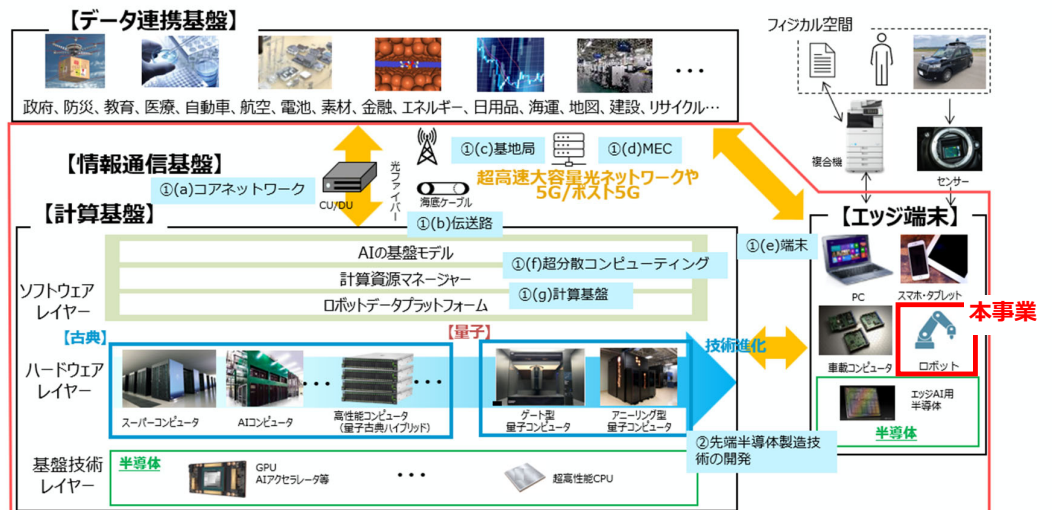 【データ連携基盤】
・・・
政府、防災、教育、医療、自動車、航空、電池、素材、金融、エネルギー、日用品、海運、地図、建設、リサイクル…
フィジカル空間
複合機
センサー
【情報通信基盤】
①(a)コアネットワーク
CU/DU
光ファイバー
①(c)基地局
①(d)MEC
海底ケーブル
超高速大容量光ネットワークや
5G/ポスト5G
①(b)伝送路
【計算基盤】
ソフトウェア
レイヤー
AIの基盤モデル
計算資源マネージャー
ロボットデータプラットフォーム
①(f)超分散コンピューティング
①(g)計算基盤
①(e)端末
【エッジ端末】
PC
スマホ・タブレット
車載コンピュータ
ロボット
本事業
エッジAI用
半導体
半導体
【古典】
【量子】
技術進化
ハードウェア
レイヤー
スーパーコンピュータ
AIコンピュータ
・・・
高性能コンピュータ
(量子古典ハイブリッド)
・・・
ゲート型
量子コンピュータ
アニーリング型
量子コンピュータ
②先端半導体製造技
術の開発
基盤技術
レイヤー
半導体
GPU
AIアクセラレータ等
・・・
超高性能CPU